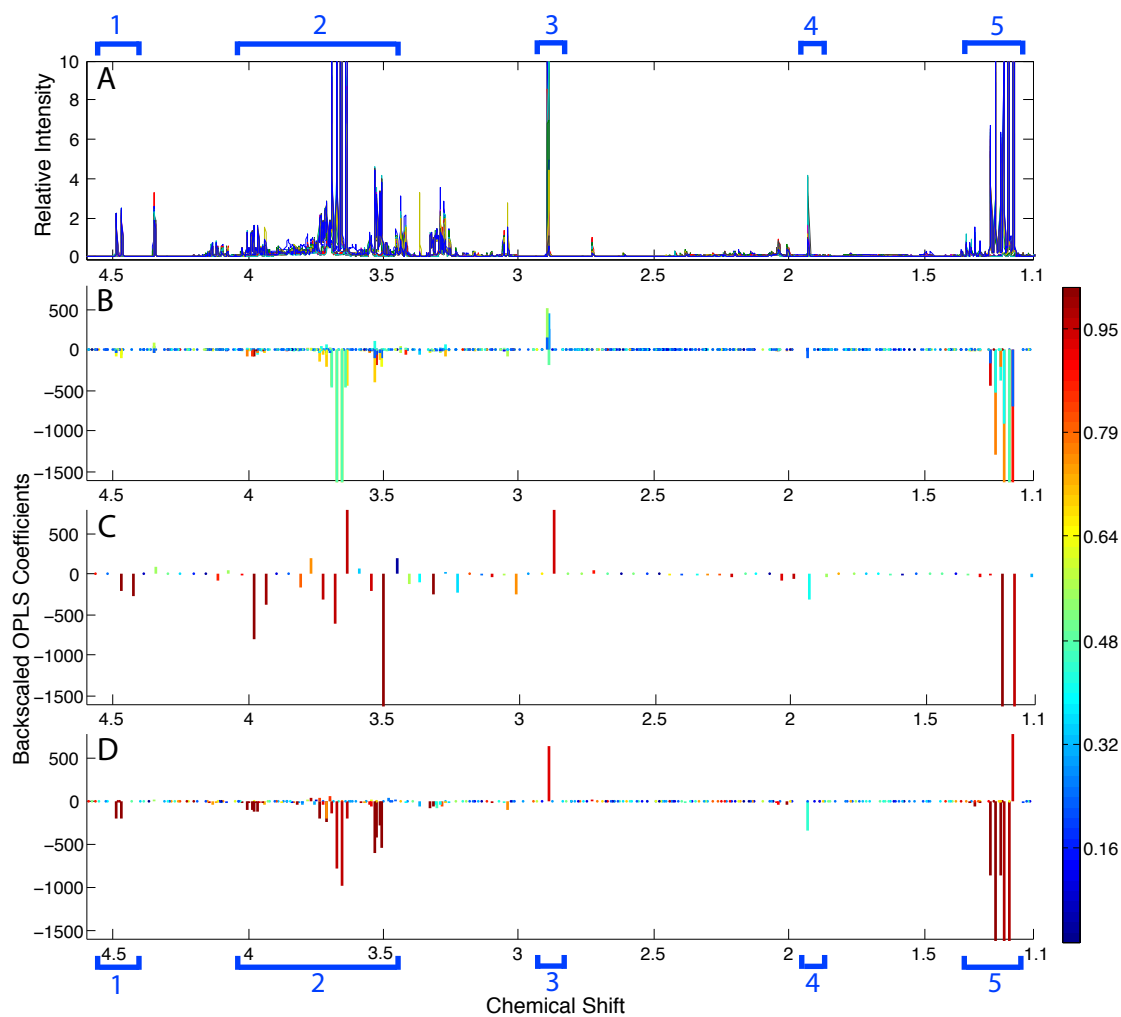 1 2 3 4 5
A
Relative Intensity
10
8
6
4
2
0
4.5 4 3.5 3 2.5 2 1.5 1.1
B
500
0
−500
−1000
−1500
4.5 4 3.5 3 2.5 2 1.5 1.1
Backscaled OPLS Coefficients
C
500
0
−500
−1000
−1500
4.5 4 3.5 3 2.5 2 1.5 1.1
D
500
0
−500
−1000
−1500
4.5 4 3.5 3 2.5 2 1.5 1.1
1 2 3 4 5
Chemical Shift
0.95
0.79
0.64
0.48
0.32
0.16